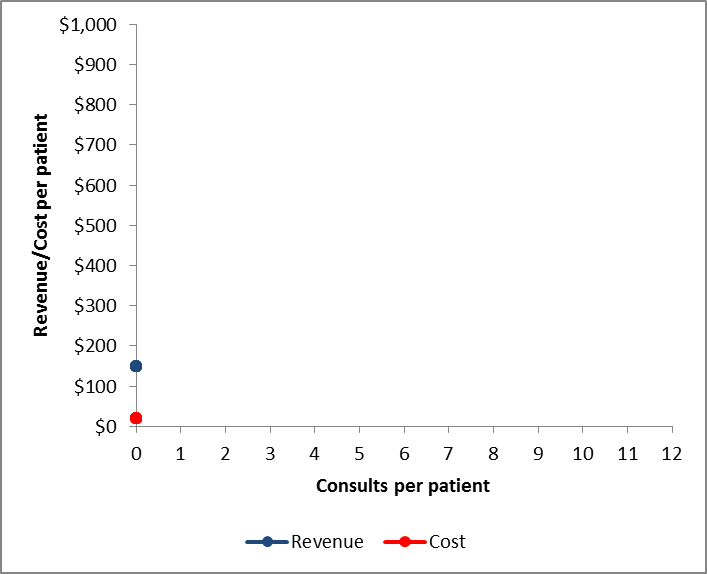 $1,000
$900
$800
$700
$600
$500
$400
$300
$200
$100
$0
Revenue/Cost per patient
0 1 2 3 4 5 6 7 8 9 10 11 12
Consults per patient
Revenue Cost